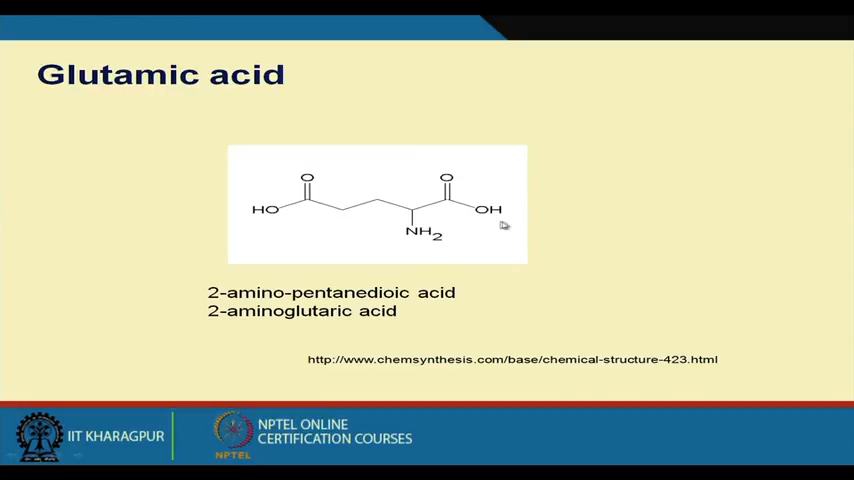 Glutamic acid
O
O
HO
OH
NH2
2-amino-pentanedioic acid
2-aminoglutaric acid
http://www.chemsynthesis.com/base/chemical-structure-423.html
IIT KHARAGPUR
NPTEL
NPTEL ONLINE
CERTIFICATION COURSES